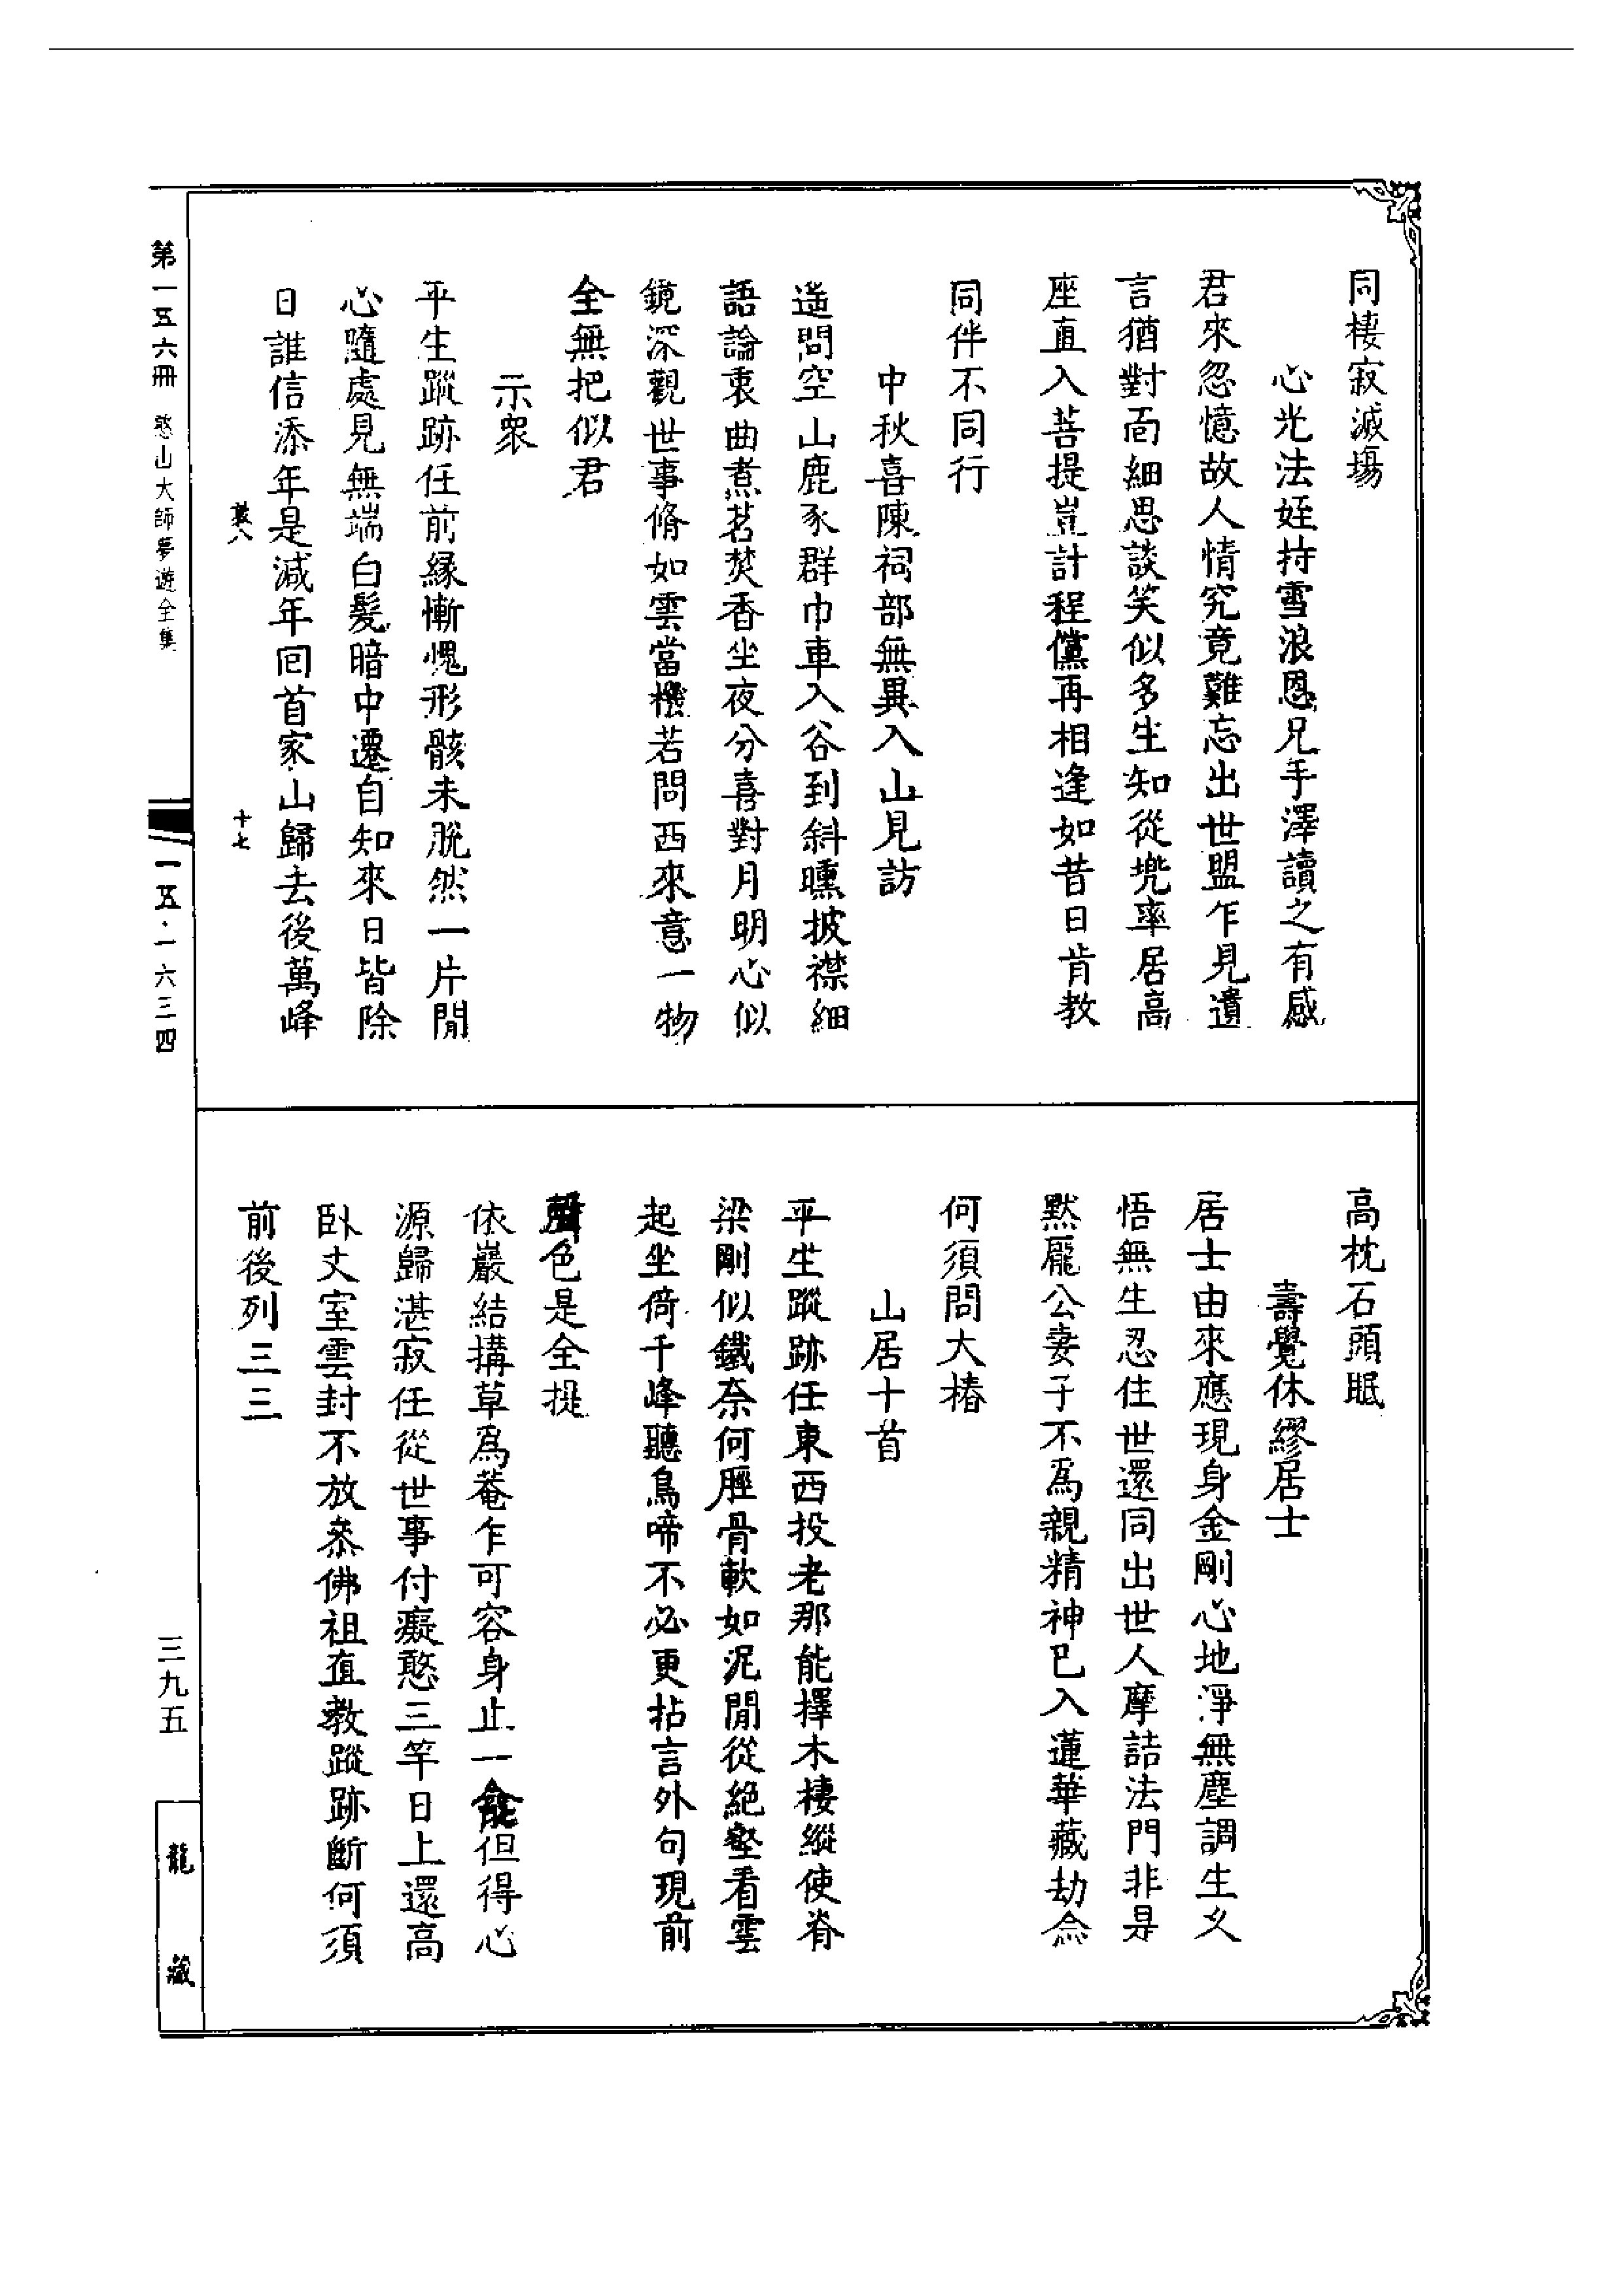 同棲寂滅場
心光法姪持雪浪恩兄手澤讀之有感
君來忽憶故人情究竟難忘出世盟乍見遺
言猶對面細思談笑似多生知從兜率居高
座直入菩提豈計程儻再相逢如昔日肯教
同伴不同行
中秋喜陳祠部無異入山見訪
遥問空山鹿豕群巾車入谷到斜曛披襟細
語論衷曲煮茗焚香坐夜分喜對月明心似
鏡深觀世事脩如雲當機若問西來意一物
全無把似君
示眾
平生蹤跡任前緣慚愧形骸未脫然一片閒
心隨處見無端白髮暗中遷自知來日皆除
日誰信添年是減年回首家山歸去後萬峰
高枕石頭眠
壽覺休繆居士
居士由來應現身金剛心地淨無塵調生久
悟無生忍住世還同出世人摩詰法門非是
默龐公妻子不為親精神已入蓮華藏劫念
何須問大椿
山居十首
平生蹤跡任東西投老那能擇木棲縱使脊
梁剛似鐵奈何脛骨軟如泥閒從絕壑看雲
起坐倚千峰聽鳥啼不必更拈言外句現前
聲色是全提
依巖結搆草為菴乍可容身止一龕但得心
源歸湛寂任從世事付癡憨三竿日上還高
臥丈室雲封不放叅佛祖直教蹤跡斷何須
前後列三三
十七
第一五六冊 憨山大師夢遊全集
一五·一六三四
三九五
龍藏